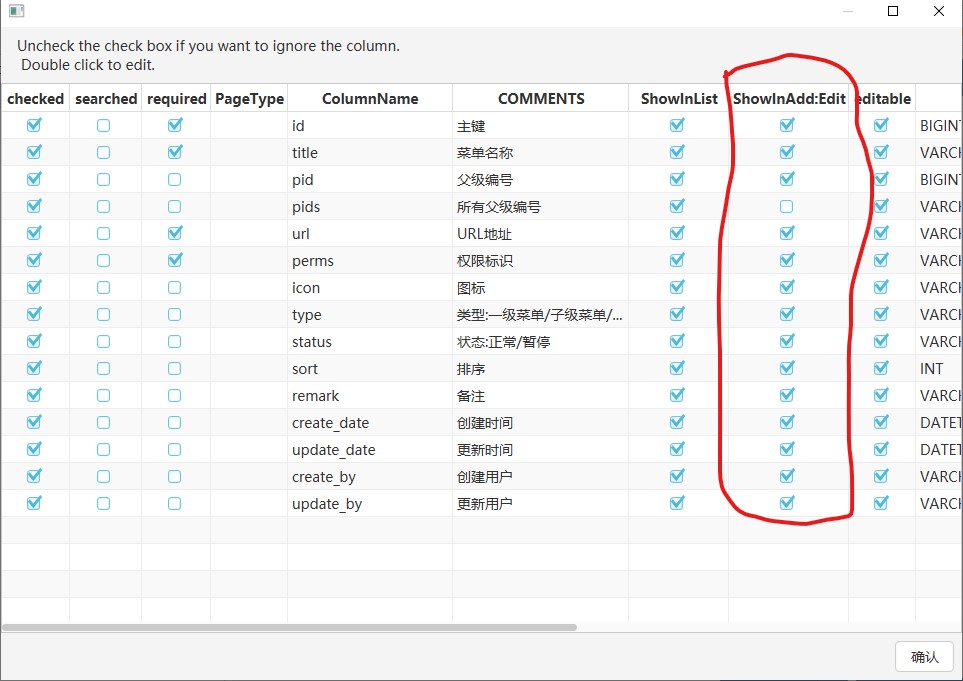 Uncheck the check box if you want to ignore the column.
Double click to edit.
checked searched required PageType ColumnName COMMENTS ShowInList ShowInAdd:Edit editable
id 主键 BIGIN
title 菜单名称 VARCH
pid 父级编号 BIGIN
pids 所有父级编号 VARCH
url URL地址 VARCH
perms 权限标识 VARCH
icon 图标 VARCH
type 类型:一级菜单/子级菜单/... VARCH
status 状态:正常/暂停 VARCH
sort 排序 INT
remark 备注 VARCH
create_date 创建时间 DATET
update_date 更新时间 DATET
create_by 创建用户 VARCH
update_by 更新用户 VARCH
确认